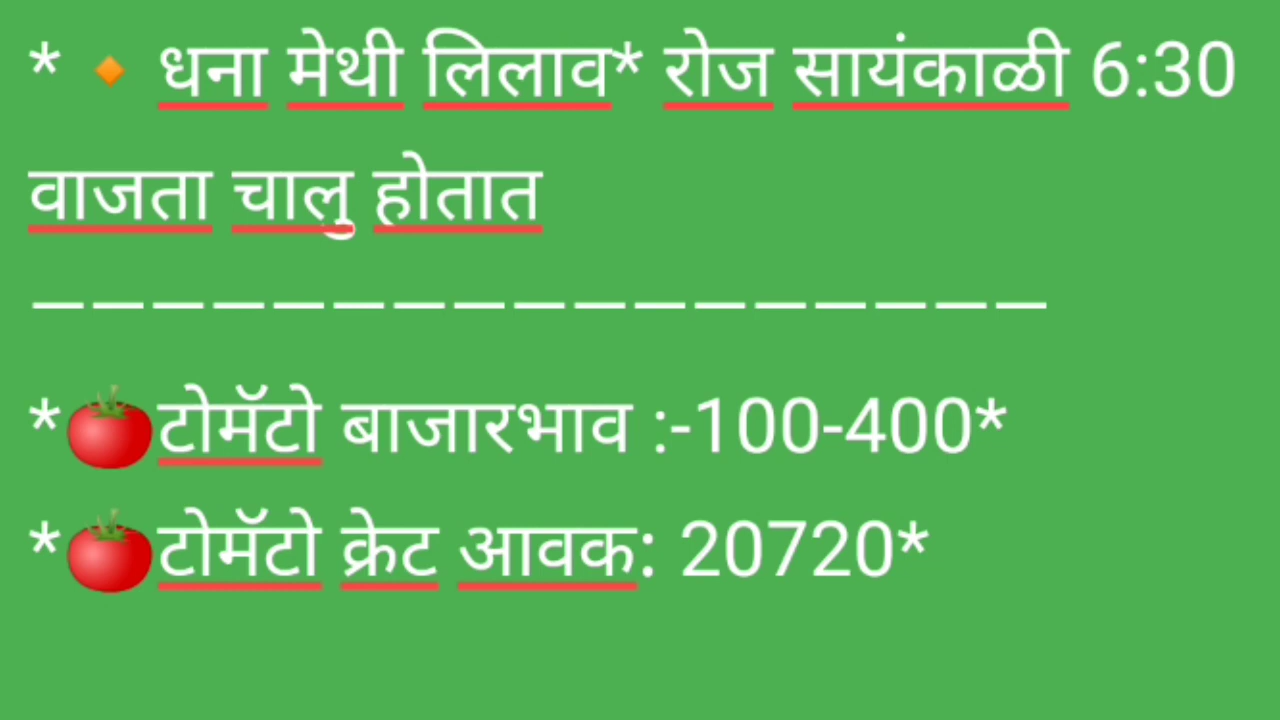 *🔸धना मेथी लिलाव* रोज सायंकाळी 6:30
वाजता चालु होतात
—————————————————
*🍅टोमॅटो बाजारभाव :-100-400*
*🍅टोमॅटो क्रेट आवक: 20720*